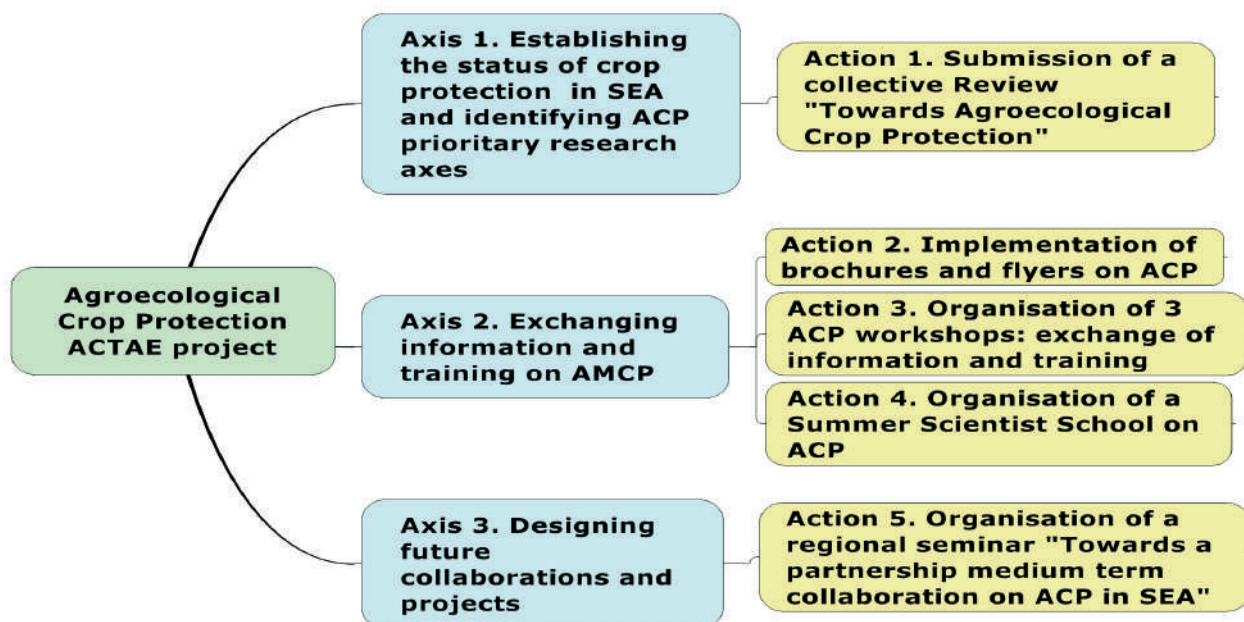 Agroecological
Crop Protection
ACTAE project
Axis 1. Establishing
the status of crop
protection in SEA
and identifying ACP
prioritary research
axes
Action 1. Submission of a
collective Review
"Towards Agroecological
Crop Protection"
Axis 2. Exchanging
information and
training on AMCP
Action 2. Implementation of
brochures and flyers on ACP
Action 3. Organisation of 3
ACP workshops: exchange of
information and training
Action 4. Organisation of a
Summer Scientist School on
ACP
Axis 3. Designing
future
collaborations and
projects
Action 5. Organisation of a
regional seminar "Towards a
partnership medium term
collaboration on ACP in SEA"